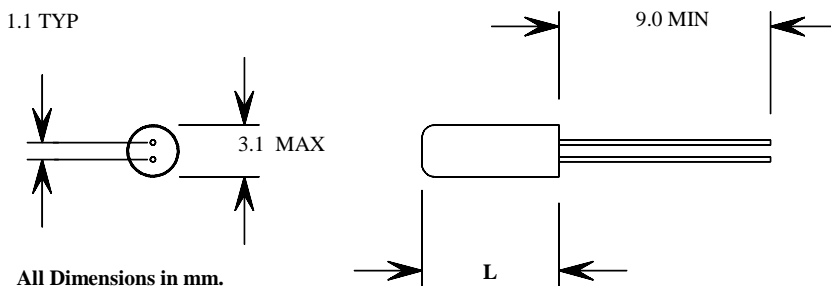 1.1 TYP
9.0 MIN
3.1 MAX
L
All Dimensions in mm.